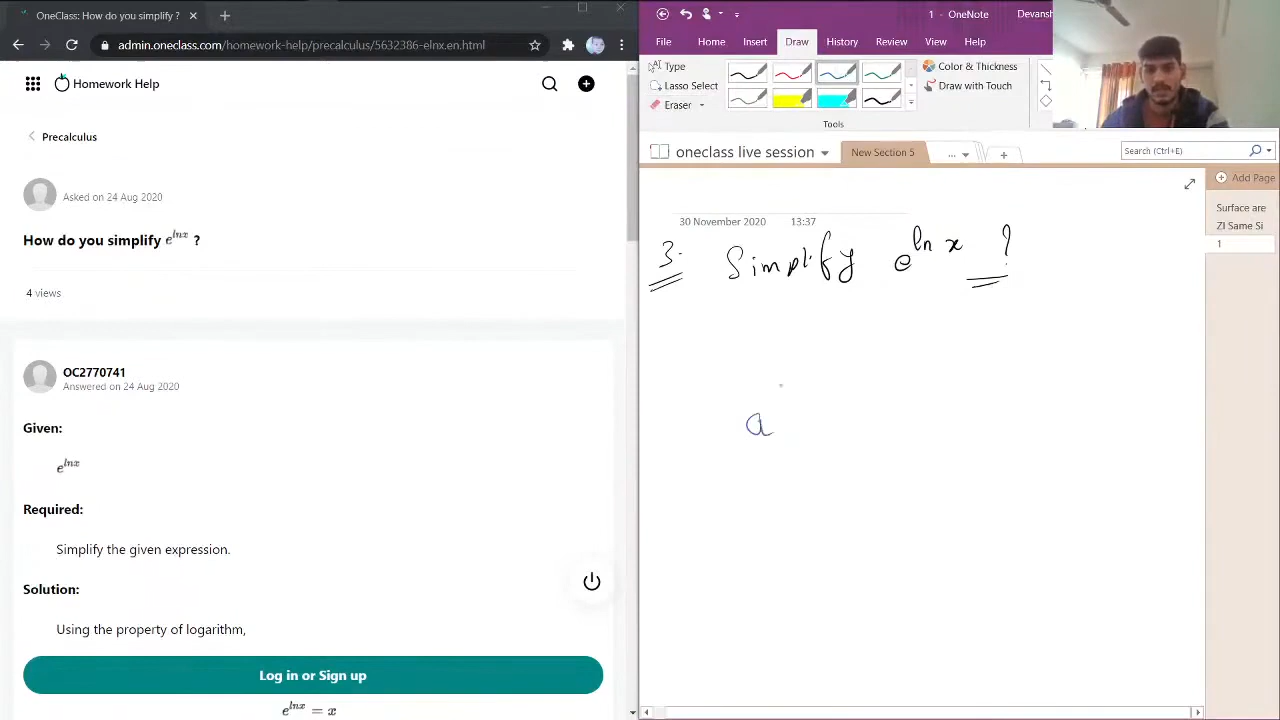 OneClass: How do you simplify ?
admin.oneclass.com/homework-help/precalculus/5632386-elnx.en.html
Homework Help
Precalculus
Asked on 24 Aug 2020
How do you simplify e^lnx ?
4 views
OC2770741
Answered on 24 Aug 2020
Given:
e^lnx
Required:
Simplify the given expression.
Solution:
Using the property of logarithm,
Log in or Sign up
e^lnx = x
1 - OneNote
Devansh
File Home Insert Draw History Review View Help
Type
Lasso Select
Eraser
Color & Thickness
Draw with Touch
Tools
oneclass live session
New Section 5
...
Search (Ctrl+E)
Add Page
Surface are
ZI Same Si
1
30 November 2020 13:37
3. Simplify e^ln x ?
a